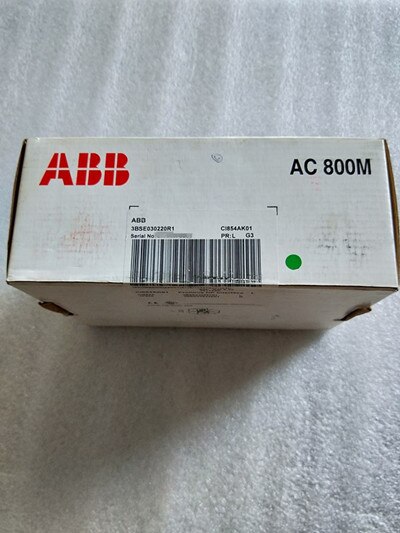 ABB
AC 800M
ABB
3BSE030220R1 CI854AK01
Serial No PR:L G3